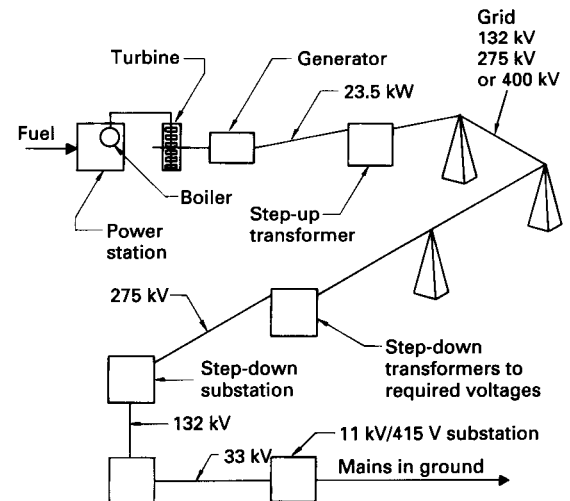 Grid
132 kV
275 kV
or 400 kV
Turbine
Generator
23.5 kW
Fuel
Boiler
Power
station
Step-up
transformer
275 kV
Step-down
substation
Step-down
transformers to
required voltages
132 kV
11 kV/415 V substation
33 kV
Mains in ground